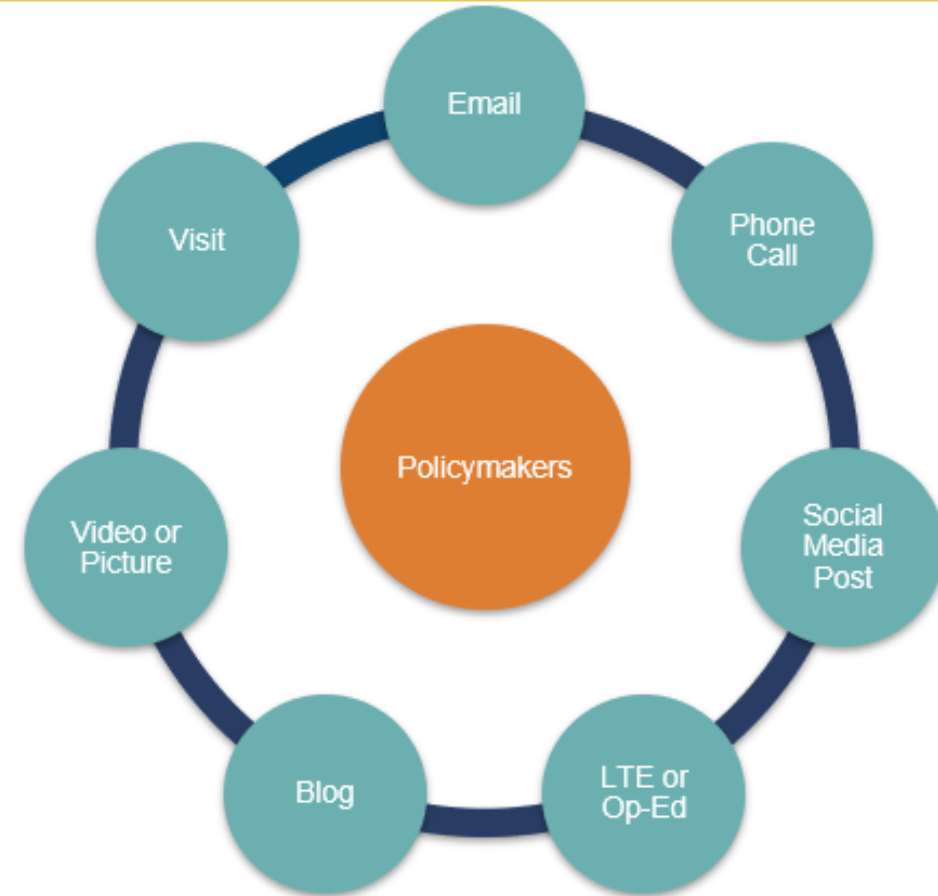 Email
Phone
Call
Social
Media
Post
LTE or
Op-Ed
Blog
Video or
Picture
Visit
Policymakers